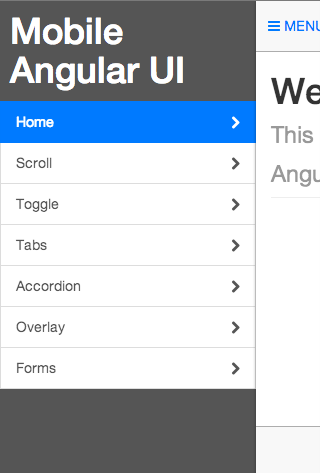 Mobile
Angular UI
Home
Scroll
Toggle
Tabs
Accordion
Overlay
Forms
MENU
We
This
Angu